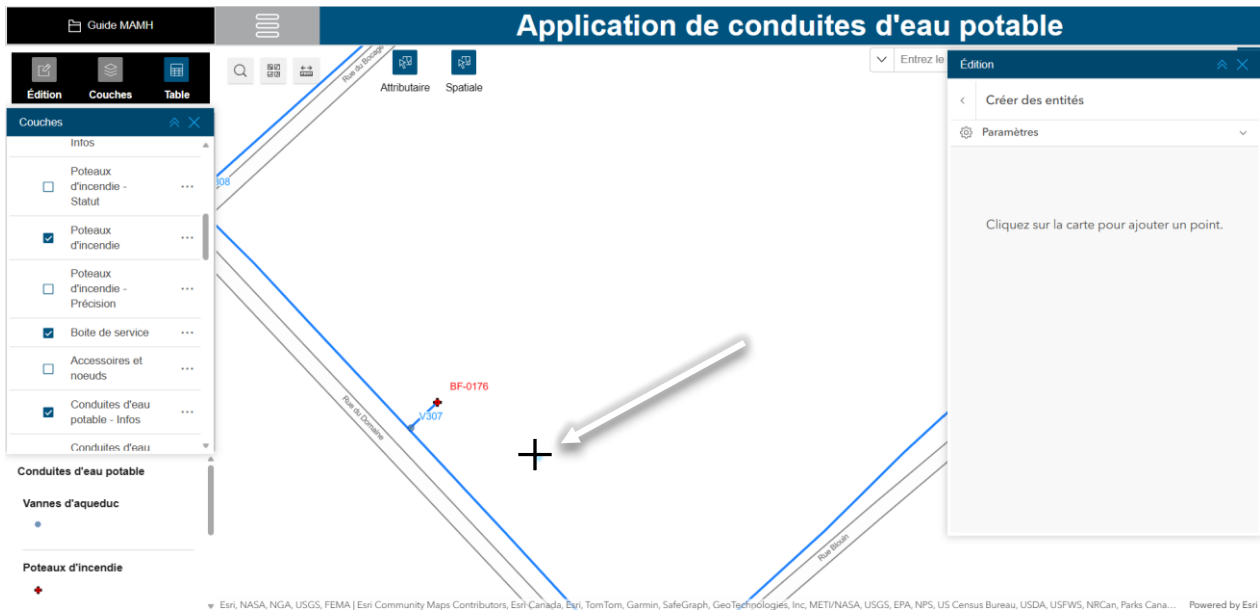 Guide MAMH
Application de conduites d'eau potable
Édition
Couches
Table
Attributaire
Spatiale
Entrez le
Rue du Bocage
Couches
Infos
Poteaux
d'incendie -
Statut
Poteaux
d'incendie
Poteaux
d'incendie -
Précision
Boite de service
Accessoires et
noeuds
Conduites d'eau
potable - Infos
Conduites d'eau
Conduites d'eau potable
Vannes d'aqueduc
Poteaux d'incendie
308
BF-0176
V307
Rue du Domaine
Rue Blouin
Édition
Créer des entités
Paramètres
Cliquez sur la carte pour ajouter un point.
Esri, NASA, NGA, USGS, FEMA | Esri Community Maps Contributors, Esri Canada, Esri, TomTom, Garmin, SafeGraph, GeoTechnologies, Inc, METI/NASA, USGS, EPA, NPS, US Census Bureau, USDA, USFWS, NRCan, Parks Cana... Powered by Esri